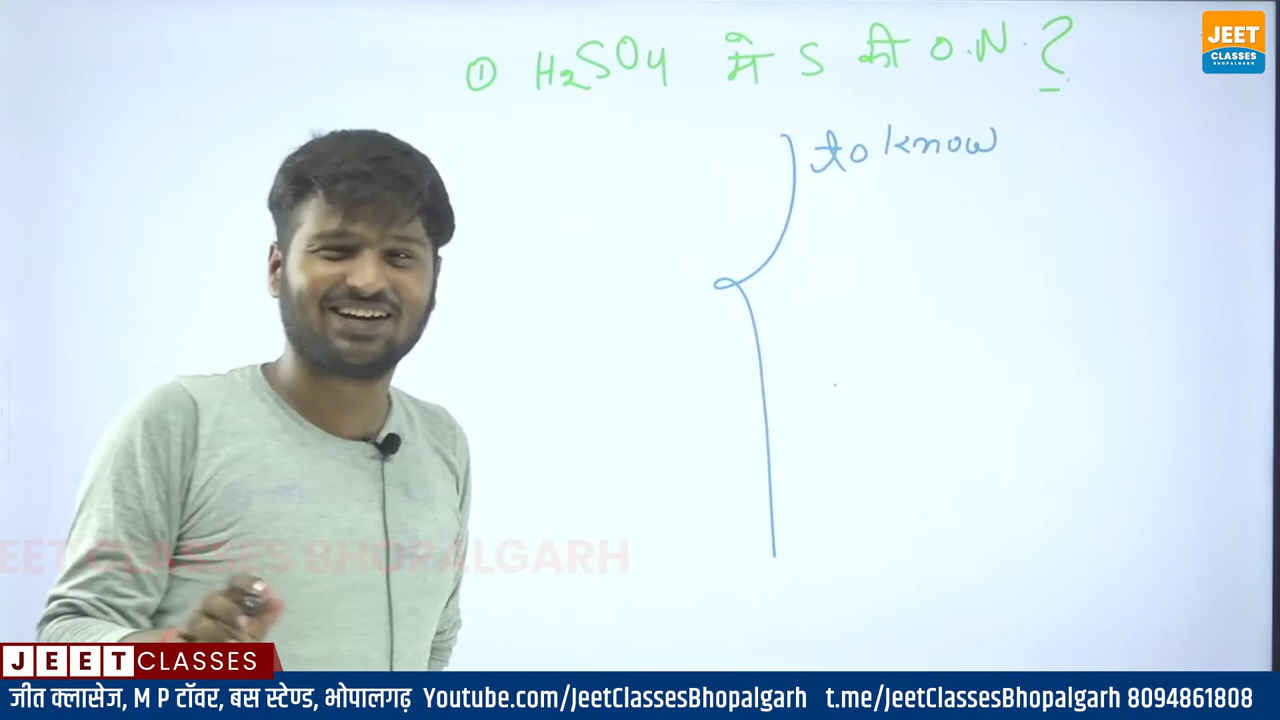 ① H₂SO₄ मे S की O.N. ?
JEET
CLASSES
BHOPALGARH
to know
JEET CLASSES BHOPALGARH
JEET CLASSES
जीत क्लासेज, M P टॉवर, बस स्टेण्ड, भोपालगढ़ Youtube.com/JeetClassesBhopalgarh t.me/JeetClassesBhopalgarh 8094861808